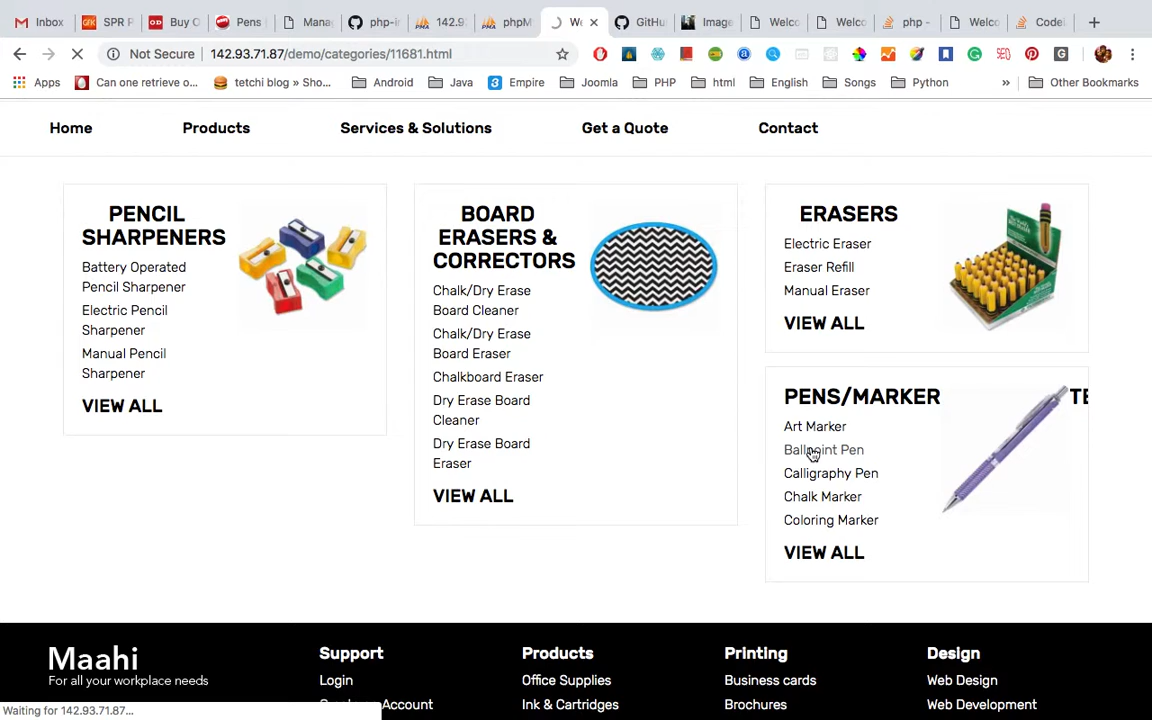 Inbox
SPR P
Buy O
Pens |
Mana
php-in
142.93
phpM
We
GitHu
Image
Welco
Welco
php -
Welco
Codel
Not Secure
142.93.71.87/demo/categories/11681.html
Apps
Can one retrieve o...
tetchi blog » Sho...
Android
Java
Empire
Joomla
PHP
html
English
Songs
Python
»
Other Bookmarks
Home
Products
Services & Solutions
Get a Quote
Contact
PENCIL
SHARPENERS
Battery Operated
Pencil Sharpener
Electric Pencil
Sharpener
Manual Pencil
Sharpener
VIEW ALL
BOARD
ERASERS &
CORRECTORS
Chalk/Dry Erase
Board Cleaner
Chalk/Dry Erase
Board Eraser
Chalkboard Eraser
Dry Erase Board
Cleaner
Dry Erase Board
Eraser
VIEW ALL
ERASERS
Electric Eraser
Eraser Refill
Manual Eraser
VIEW ALL
PENS/MARKER TE
Art Marker
Ballpoint Pen
Calligraphy Pen
Chalk Marker
Coloring Marker
VIEW ALL
Maahi
For all your workplace needs
Support
Login
Create Account
Products
Office Supplies
Ink & Cartridges
Printing
Business cards
Brochures
Design
Web Design
Web Development
Waiting for 142.93.71.87...